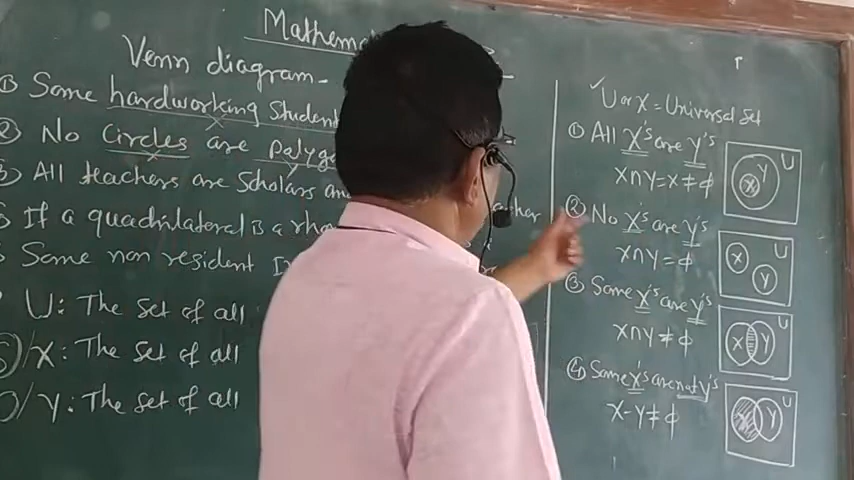 Mathema
Venn diagram -
① Some hardworking Student
② No Circles are Polyg
③ All teachers are Scholars an
If a quadrilateral is a rh
Some non resident
U: The set of all
X: The set of all
Y: The set of all
✓ U or X = Universal Set
① All X's are Y's
X∩Y=X≠ϕ
X Y U
② No X's are Y's
X∩Y=ϕ
X Y U
③ Some X's are Y's
X∩Y≠ϕ
X Y U
④ Some X's are not Y's
X-Y≠ϕ
X Y U